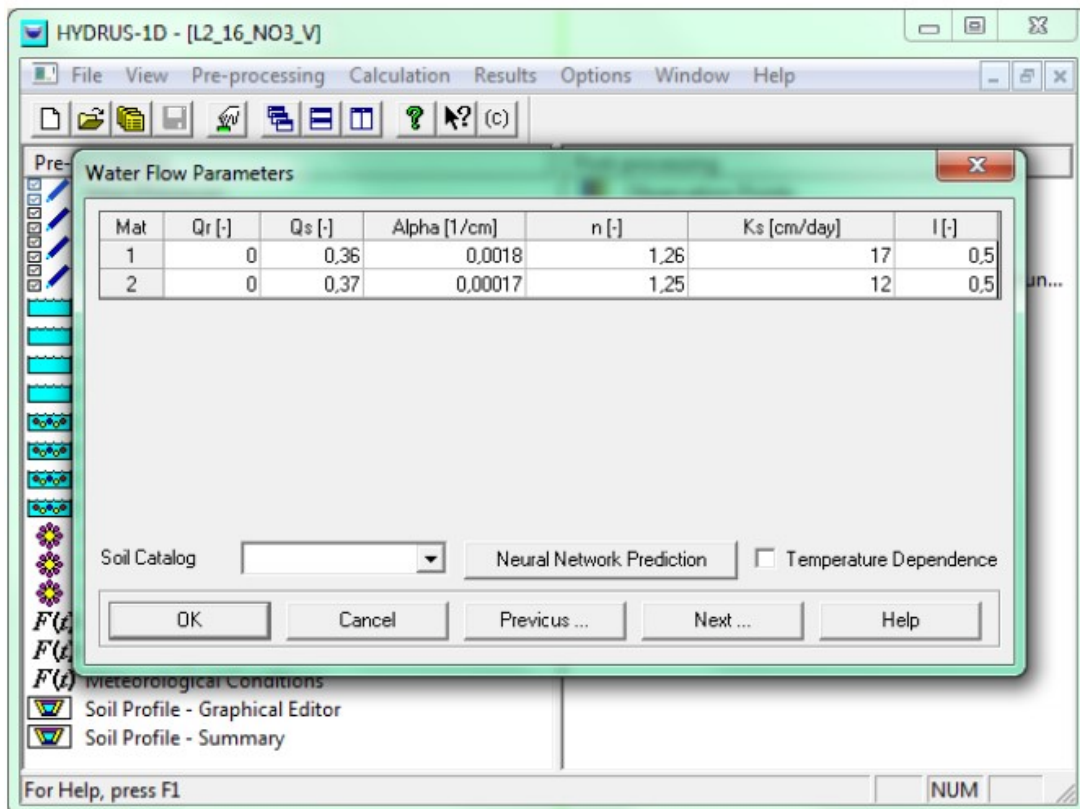 HYDRUS-1D - [L2_16_NO3_V]
File View Pre-processing Calculation Results Options Window Help
(c)
Pre-
Water Flow Parameters
Mat Qr [-] Qs [-] Alpha [1/cm] n [-] Ks [cm/day] l [-]
1 0 0,36 0,0018 1,26 17 0,5
2 0 0,37 0,00017 1,25 12 0,5
un...
Soil Catalog Neural Network Prediction Temperature Dependence
OK Cancel Previcus ... Next ... Help
F(t)
F(t)
F(t) Meteorological Conditions
Soil Profile - Graphical Editor
Soil Profile - Summary
For Help, press F1 NUM